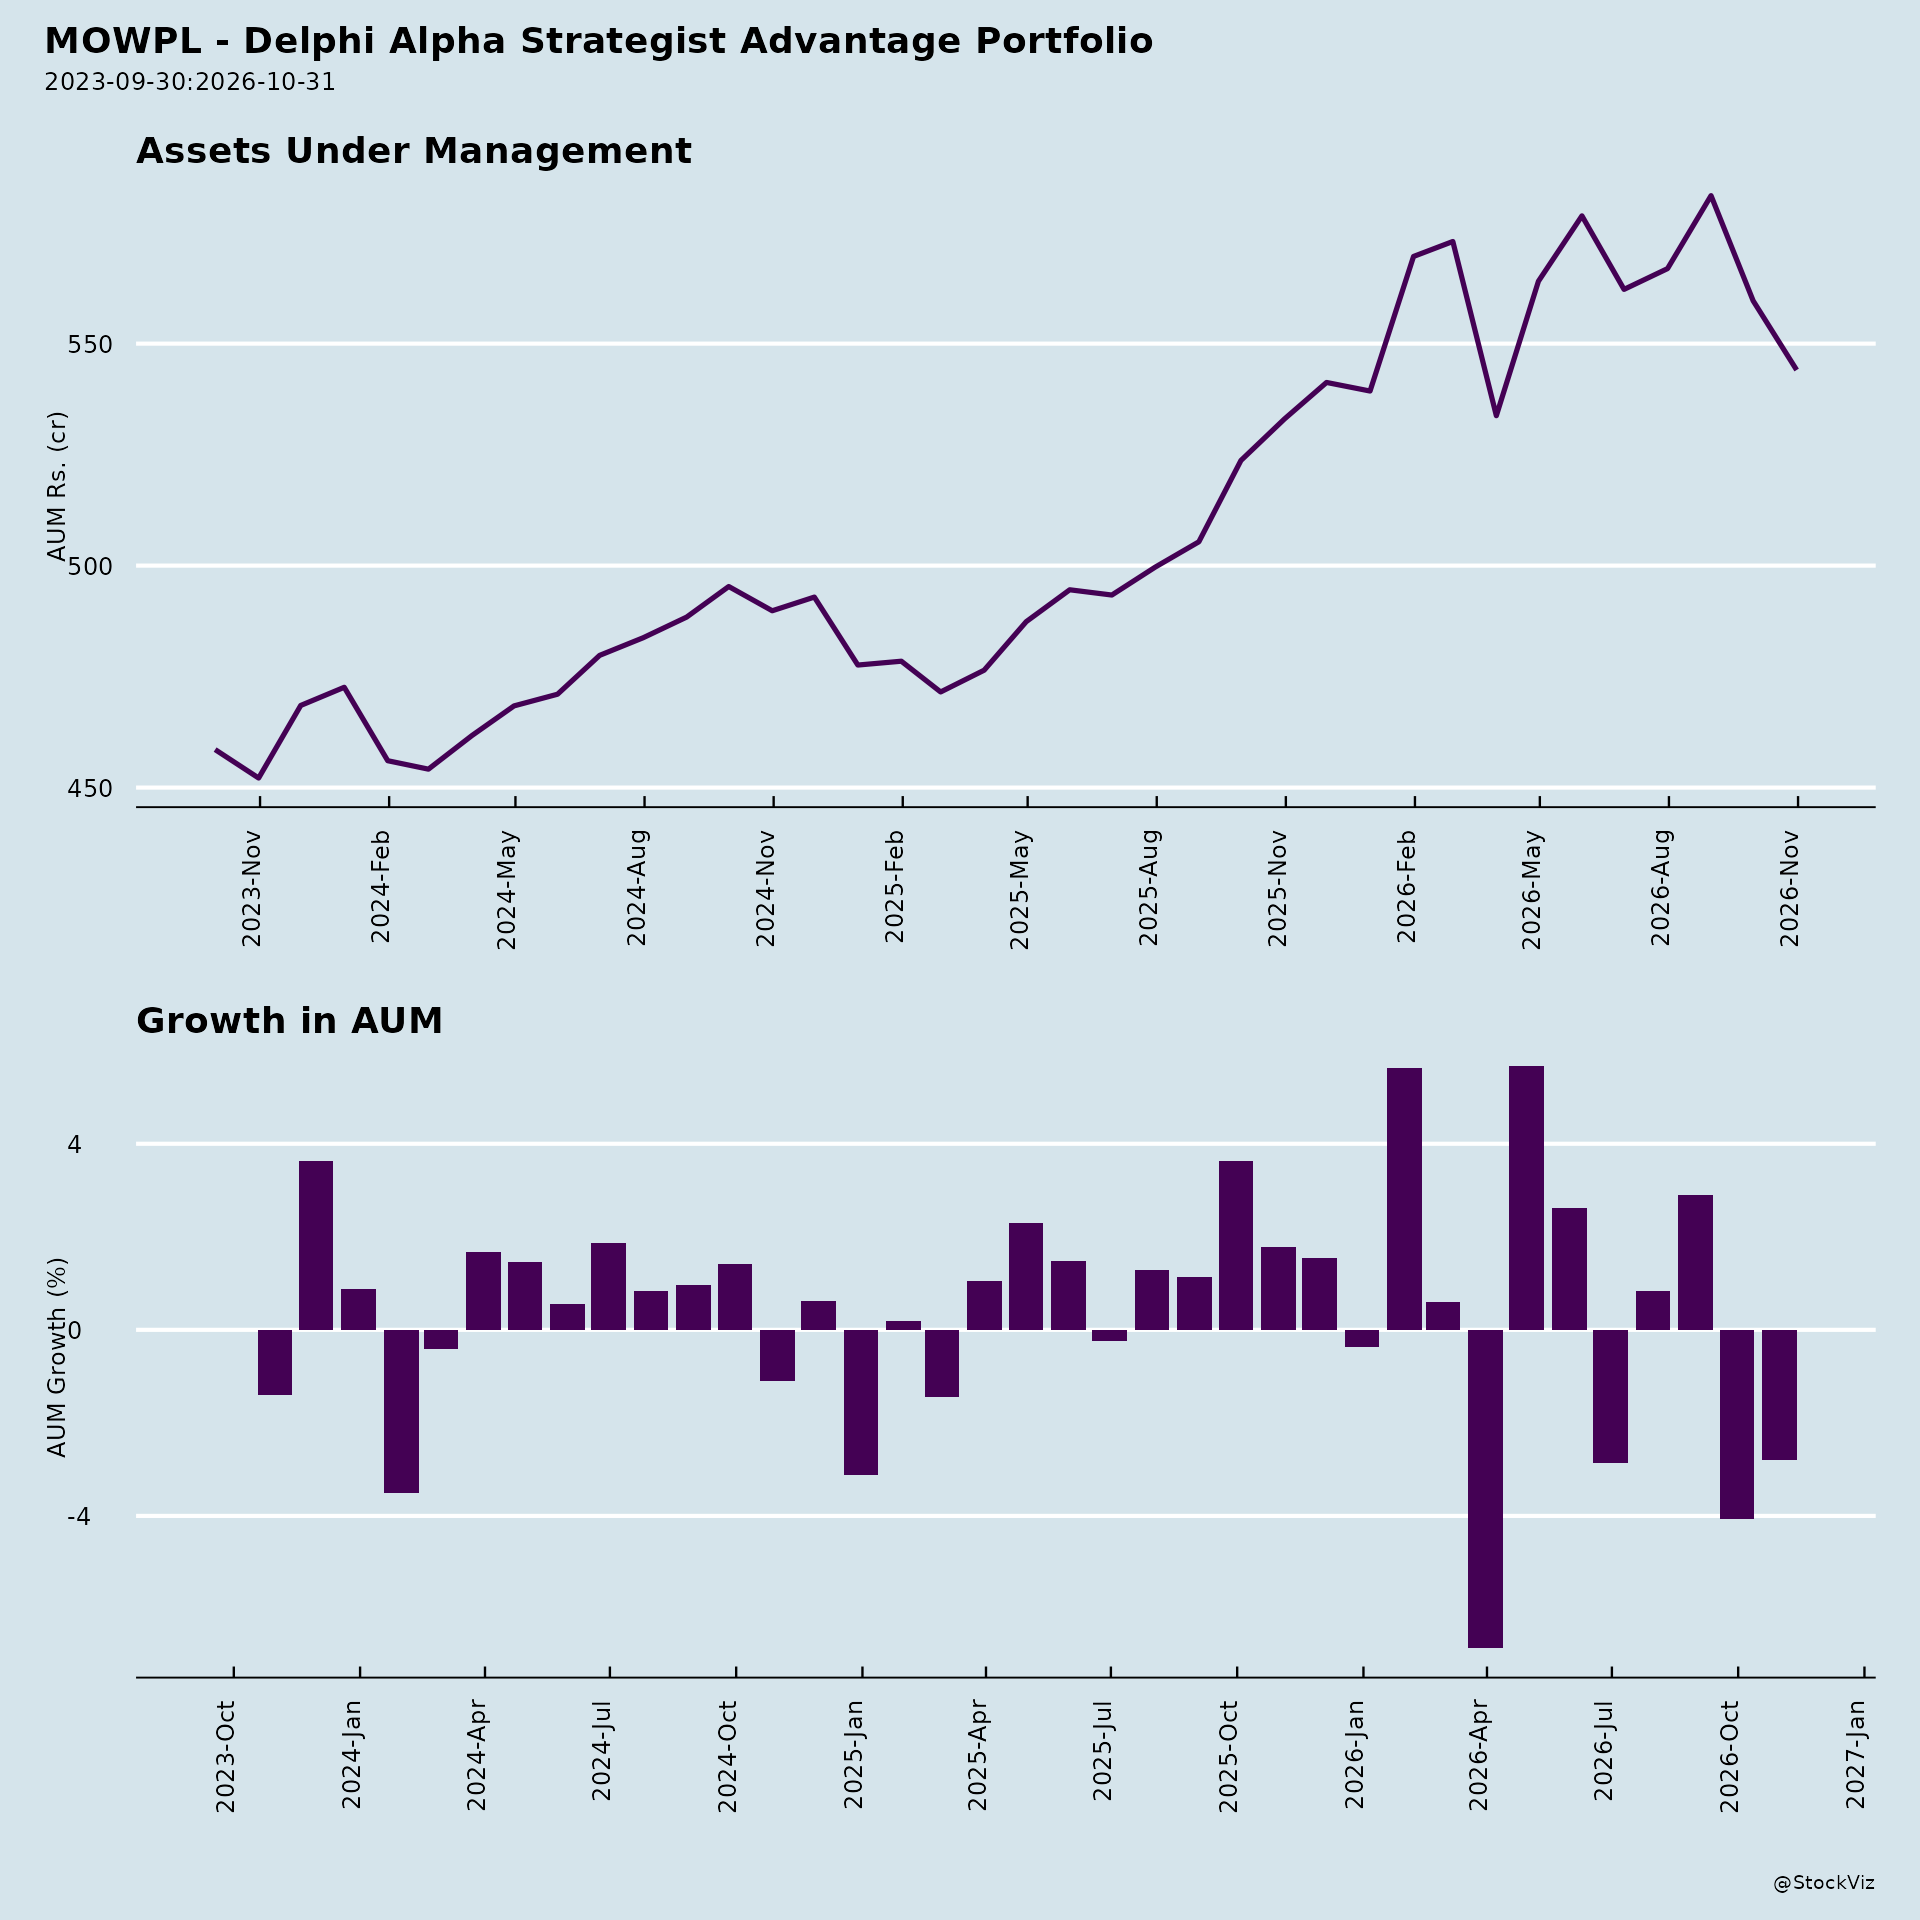 MOWPL - Delphi Alpha Strategist Advantage Portfolio
2023-09-30:2026-10-31
Assets Under Management
AUM Rs. (cr)
550
500
450
2023-Nov
2024-Feb
2024-May
2024-Aug
2024-Nov
2025-Feb
2025-May
2025-Aug
2025-Nov
2026-Feb
2026-May
2026-Aug
2026-Nov
Growth in AUM
AUM Growth (%)
4
0
-4
2023-Oct
2024-Jan
2024-Apr
2024-Jul
2024-Oct
2025-Jan
2025-Apr
2025-Jul
2025-Oct
2026-Jan
2026-Apr
2026-Jul
2026-Oct
2027-Jan
@StockViz